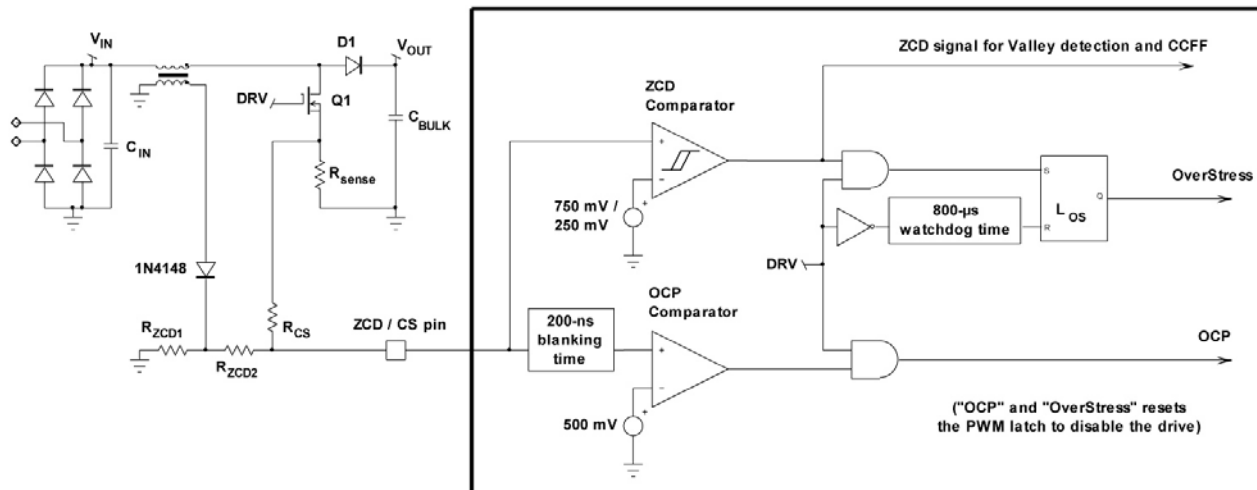 V_IN
D1
V_OUT
DRV
Q1
C_BULK
C_IN
R_sense
1N4148
R_ZCD1
R_ZCD2
R_CS
ZCD / CS pin
ZCD signal for Valley detection and CCFF
ZCD
Comparator
+
−
+
750 mV /
250 mV
800-µs
watchdog time
S
R
Q
L_OS
OverStress
DRV
OCP
Comparator
200-ns
blanking
time
+
−
+
500 mV
OCP
("OCP" and "OverStress" resets
the PWM latch to disable the drive)